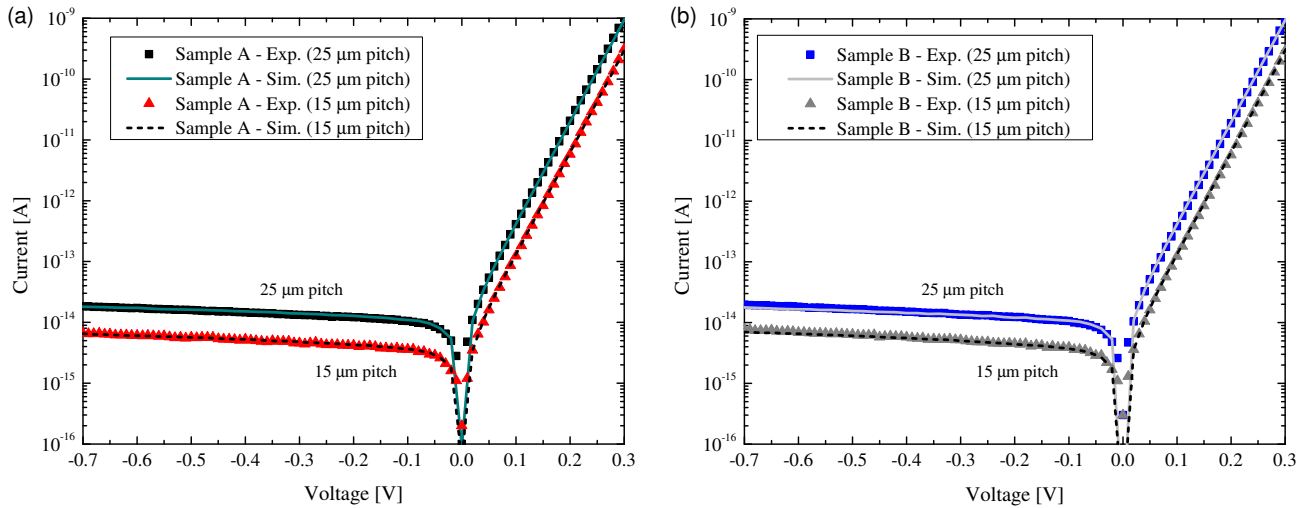 (a)
10^-9
10^-10
10^-11
10^-12
10^-13
10^-14
10^-15
10^-16
Current [A]
Sample A - Exp. (25 μm pitch)
Sample A - Sim. (25 μm pitch)
Sample A - Exp. (15 μm pitch)
Sample A - Sim. (15 μm pitch)
25 μm pitch
15 μm pitch
-0.7 -0.6 -0.5 -0.4 -0.3 -0.2 -0.1 0.0 0.1 0.2 0.3
Voltage [V]
(b)
10^-9
10^-10
10^-11
10^-12
10^-13
10^-14
10^-15
10^-16
Current [A]
Sample B - Exp. (25 μm pitch)
Sample B - Sim. (25 μm pitch)
Sample B - Exp. (15 μm pitch)
Sample B - Sim. (15 μm pitch)
25 μm pitch
15 μm pitch
-0.7 -0.6 -0.5 -0.4 -0.3 -0.2 -0.1 0.0 0.1 0.2 0.3
Voltage [V]